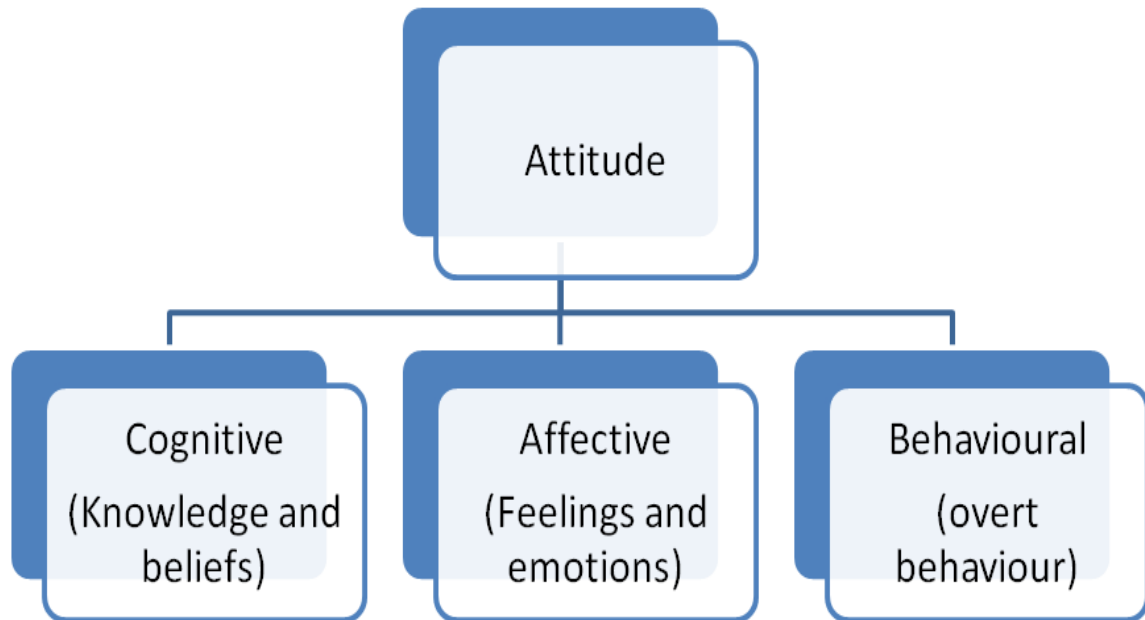 Attitude
Cognitive
(Knowledge and
beliefs)
Affective
(Feelings and
emotions)
Behavioural
(overt
behaviour)